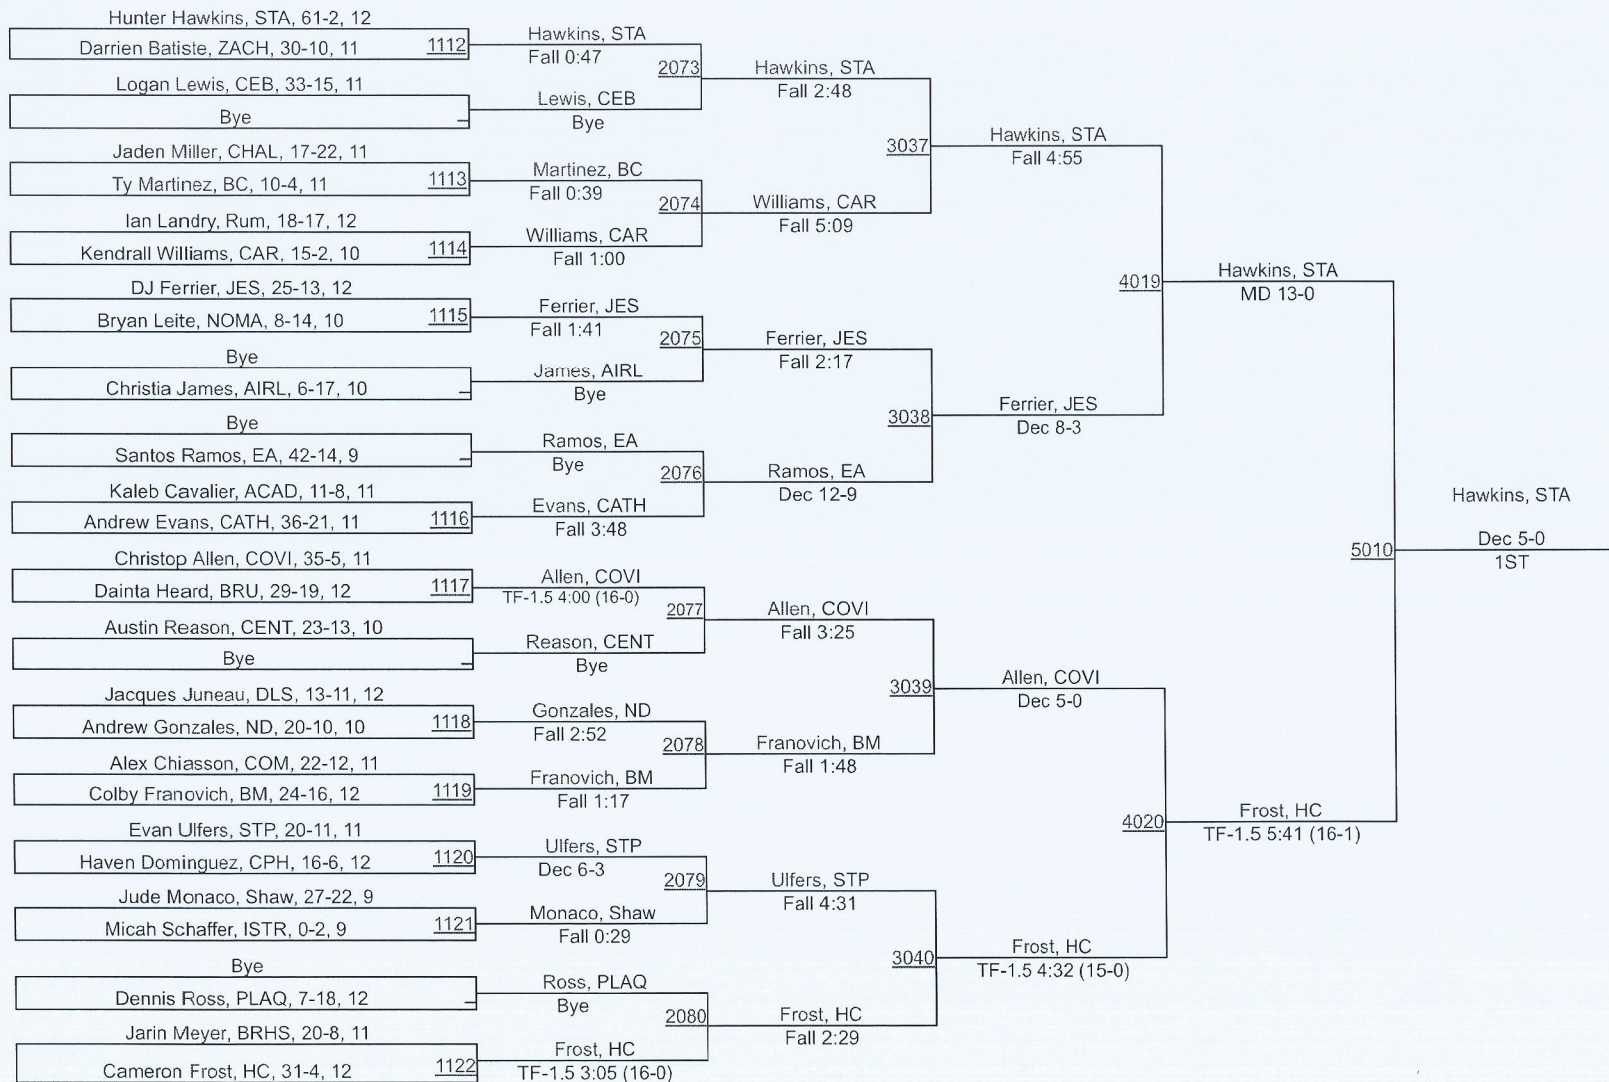 Hunter Hawkins, STA, 61-2, 12
Darrien Batiste, ZACH, 30-10, 11
1112
Logan Lewis, CEB, 33-15, 11
Bye
Jaden Miller, CHAL, 17-22, 11
Ty Martinez, BC, 10-4, 11
1113
Ian Landry, Rum, 18-17, 12
Kendrall Williams, CAR, 15-2, 10
1114
DJ Ferrier, JES, 25-13, 12
Bryan Leite, NOMA, 8-14, 10
1115
Bye
Christia James, AIRL, 6-17, 10
Bye
Santos Ramos, EA, 42-14, 9
Kaleb Cavalier, ACAD, 11-8, 11
Andrew Evans, CATH, 36-21, 11
1116
Christop Allen, COVI, 35-5, 11
Dainta Heard, BRU, 29-19, 12
1117
Austin Reason, CENT, 23-13, 10
Bye
Jacques Juneau, DLS, 13-11, 12
Andrew Gonzales, ND, 20-10, 10
1118
Alex Chiasson, COM, 22-12, 11
Colby Franovich, BM, 24-16, 12
1119
Evan Ulfers, STP, 20-11, 11
Haven Dominguez, CPH, 16-6, 12
1120
Jude Monaco, Shaw, 27-22, 9
Micah Schaffer, ISTR, 0-2, 9
1121
Bye
Dennis Ross, PLAQ, 7-18, 12
Jarin Meyer, BRHS, 20-8, 11
Cameron Frost, HC, 31-4, 12
1122
Hawkins, STA
Fall 0:47
2073
Lewis, CEB
Bye
Martinez, BC
Fall 0:39
2074
Williams, CAR
Fall 1:00
Ferrier, JES
Fall 1:41
2075
James, AIRL
Bye
Ramos, EA
Bye
2076
Evans, CATH
Fall 3:48
Allen, COVI
TF-1.5 4:00 (16-0)
2077
Reason, CENT
Bye
Gonzales, ND
Fall 2:52
2078
Franovich, BM
Fall 1:17
Ulfers, STP
Dec 6-3
2079
Monaco, Shaw
Fall 0:29
Ross, PLAQ
Bye
2080
Frost, HC
TF-1.5 3:05 (16-0)
Hawkins, STA
Fall 2:48
3037
Williams, CAR
Fall 5:09
Ferrier, JES
Fall 2:17
3038
Ramos, EA
Dec 12-9
Allen, COVI
Fall 3:25
3039
Franovich, BM
Fall 1:48
Ulfers, STP
Fall 4:31
3040
Frost, HC
Fall 2:29
Hawkins, STA
Fall 4:55
4019
Ferrier, JES
Dec 8-3
Allen, COVI
Dec 5-0
4020
Frost, HC
TF-1.5 4:32 (15-0)
Hawkins, STA
MD 13-0
5010
Frost, HC
TF-1.5 5:41 (16-1)
Hawkins, STA
Dec 5-0
1ST